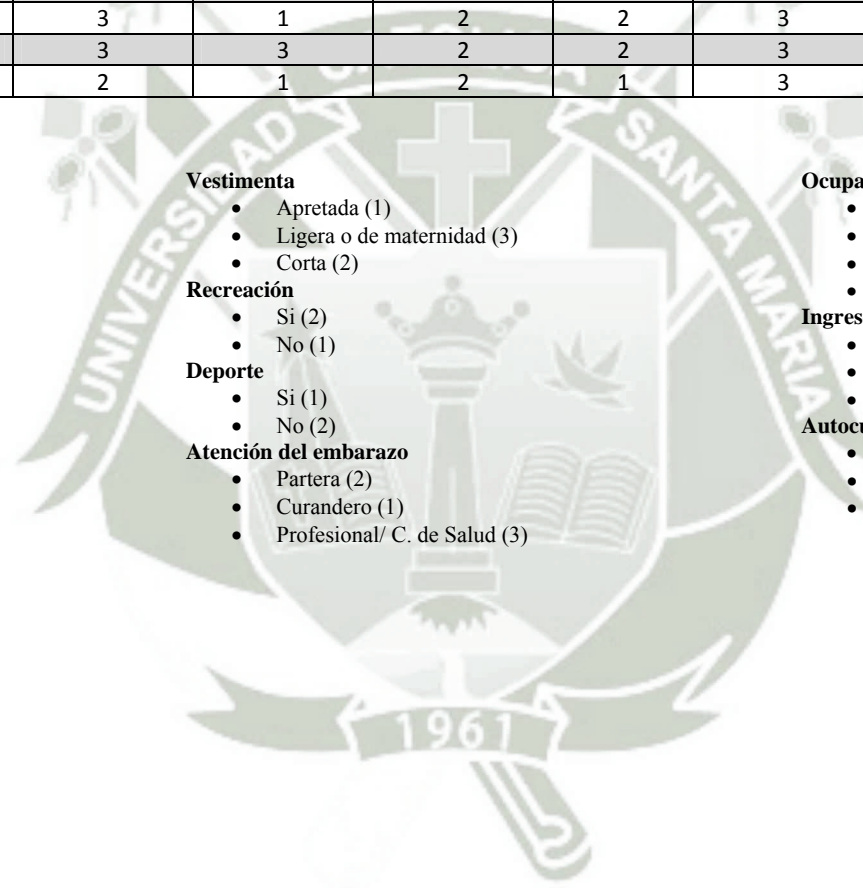 3 1 2 2 3
3 3 2 2 3
2 1 2 1 3
Vestimenta
• Apretada (1)
• Ligera o de maternidad (3)
• Corta (2)
Recreación
• Si (2)
• No (1)
Deporte
• Si (1)
• No (2)
Atención del embarazo
• Partera (2)
• Curandero (1)
• Profesional/ C. de Salud (3)
Ocupa
Ingres
Autocu
UNIVERSIDAD CATOLICA SANTA MARIA
1961